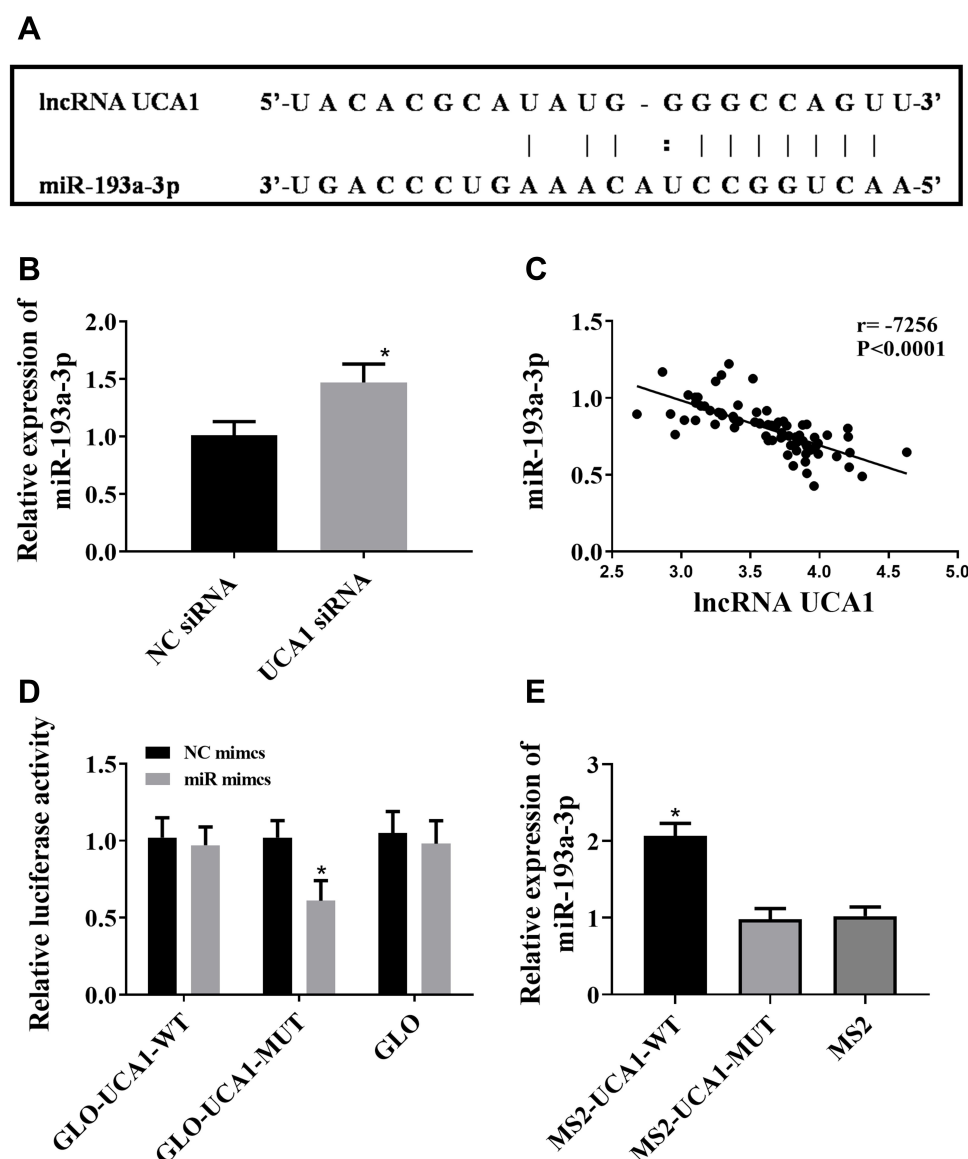 A
lncRNA UCA1 5'-U A C A C G C A U A U G - G G G C C A G U U-3'
miR-193a-3p 3'-U G A C C C U G A A A C A U C C G G U C A A-5'
B
Relative expression of
miR-193a-3p
2.0
1.5
1.0
0.5
0.0
*
NC siRNA
UCA1 siRNA
C
miR-193a-3p
1.5
1.0
0.5
0.0
r= -7256
P<0.0001
2.5 3.0 3.5 4.0 4.5 5.0
lncRNA UCA1
D
Relative luciferase activity
NC mimcs
miR mimcs
1.5
1.0
0.5
0.0
*
GLO-UCA1-WT
GLO-UCA1-MUT
GLO
E
Relative expression of
miR-193a-3p
3
2
1
0
*
MS2-UCA1-WT
MS2-UCA1-MUT
MS2